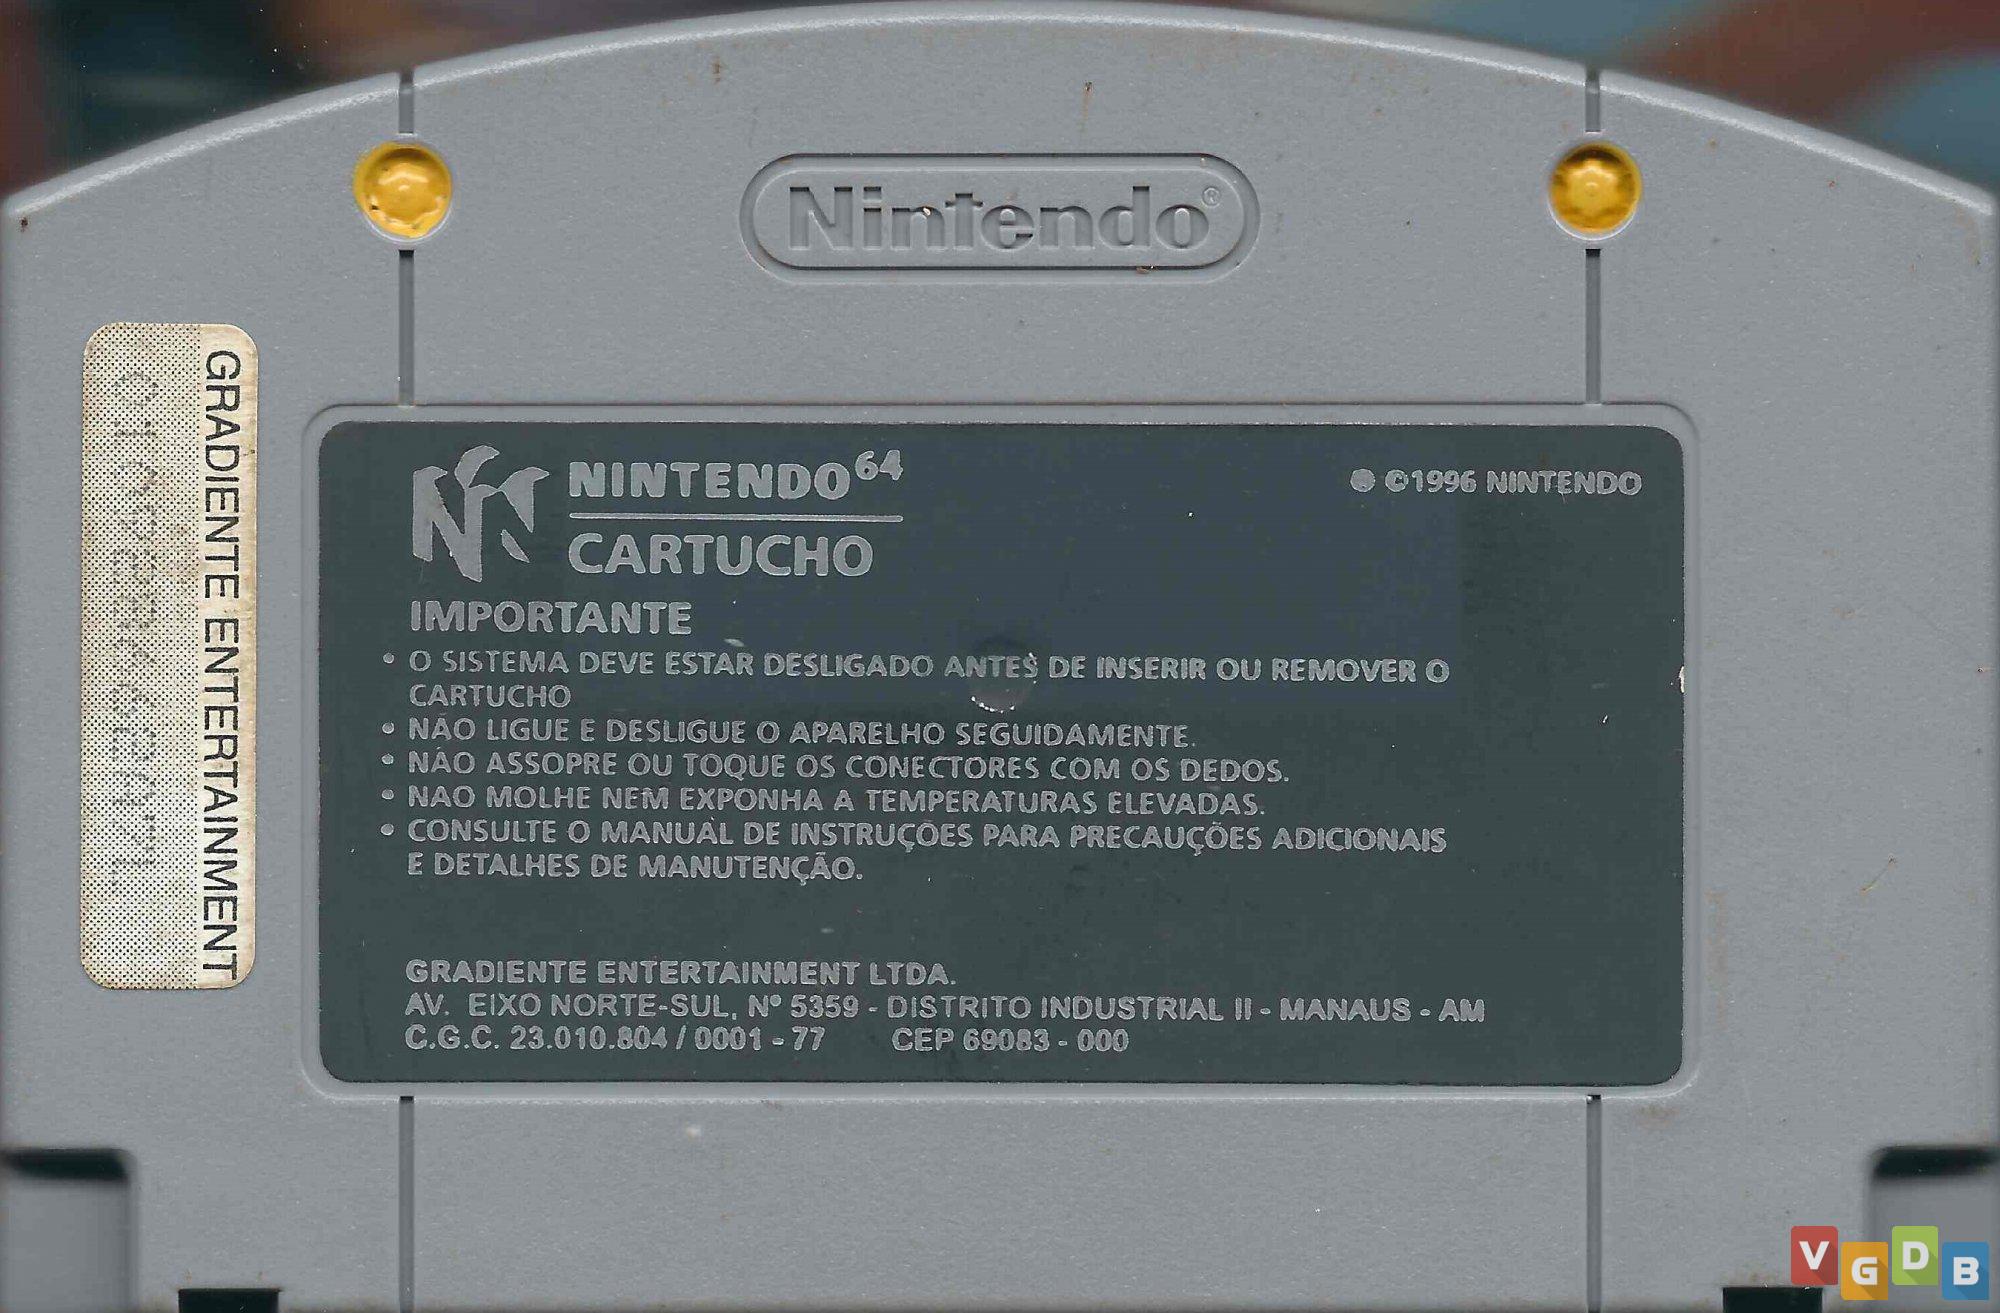 Nintendo®
GRADIENTE ENTERTAINMENT
NINTENDO64
CARTUCHO
® ©1996 NINTENDO
IMPORTANTE
• O SISTEMA DEVE ESTAR DESLIGADO ANTES DE INSERIR OU REMOVER O
CARTUCHO
• NÃO LIGUE E DESLIGUE O APARELHO SEGUIDAMENTE.
• NÃO ASSOPRE OU TOQUE OS CONECTORES COM OS DEDOS.
• NAO MOLHE NEM EXPONHA A TEMPERATURAS ELEVADAS.
• CONSULTE O MANUAL DE INSTRUÇÕES PARA PRECAUÇÕES ADICIONAIS
E DETALHES DE MANUTENÇÃO.
GRADIENTE ENTERTAINMENT LTDA.
AV. EIXO NORTE-SUL, Nº 5359 - DISTRITO INDUSTRIAL II - MANAUS - AM
C.G.C. 23.010.804 / 0001 - 77 CEP 69083 - 000
VGDB